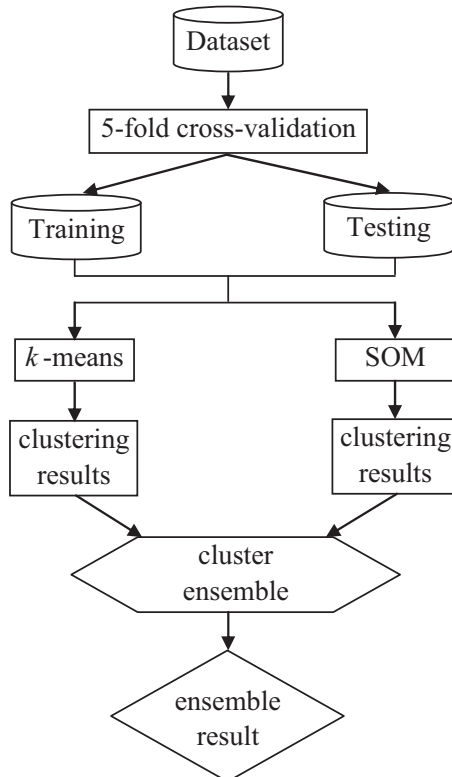 Dataset
5-fold cross-validation
Training
Testing
k-means
SOM
clustering
results
clustering
results
cluster
ensemble
ensemble
result